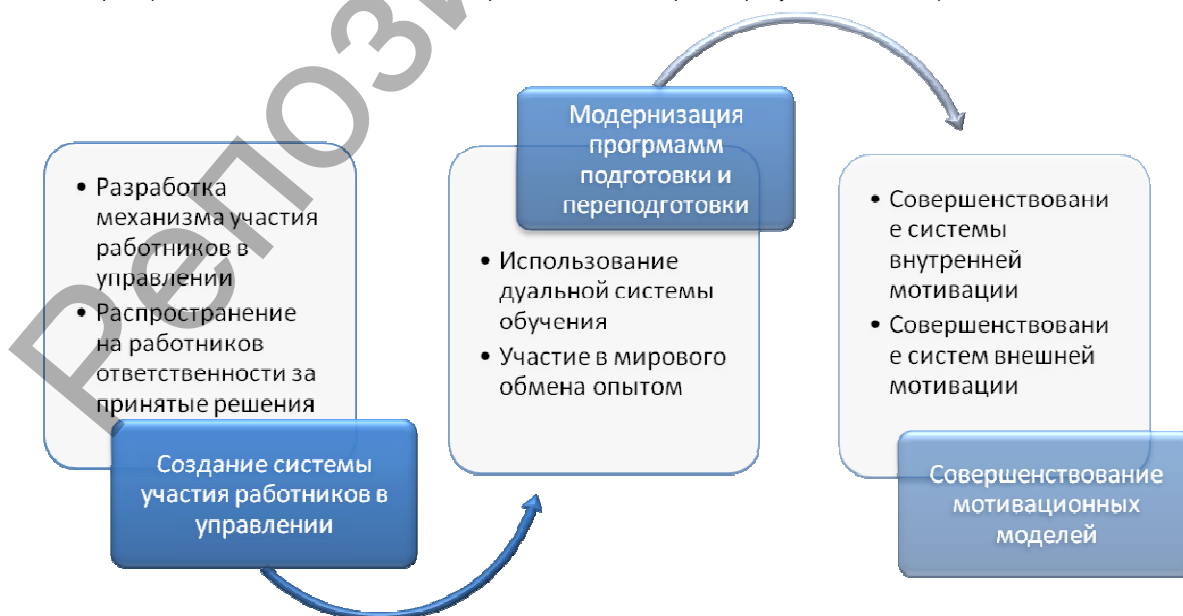 Модернизация
прогрмамм
подготовки и
переподготовки
• Разработка
механизма участия
работников в
управлении
• Распространение
на работников
ответственности за
принятые решения
Создание системы
участия работников в
управлении
• Использование
дуальной системы
обучения
• Участие в мирового
обмена опытом
• Совершенствовани
е системы
внутренней
мотивации
• Совершенствовани
е систем внешней
мотивации
Совершенствование
мотивационных
моделей